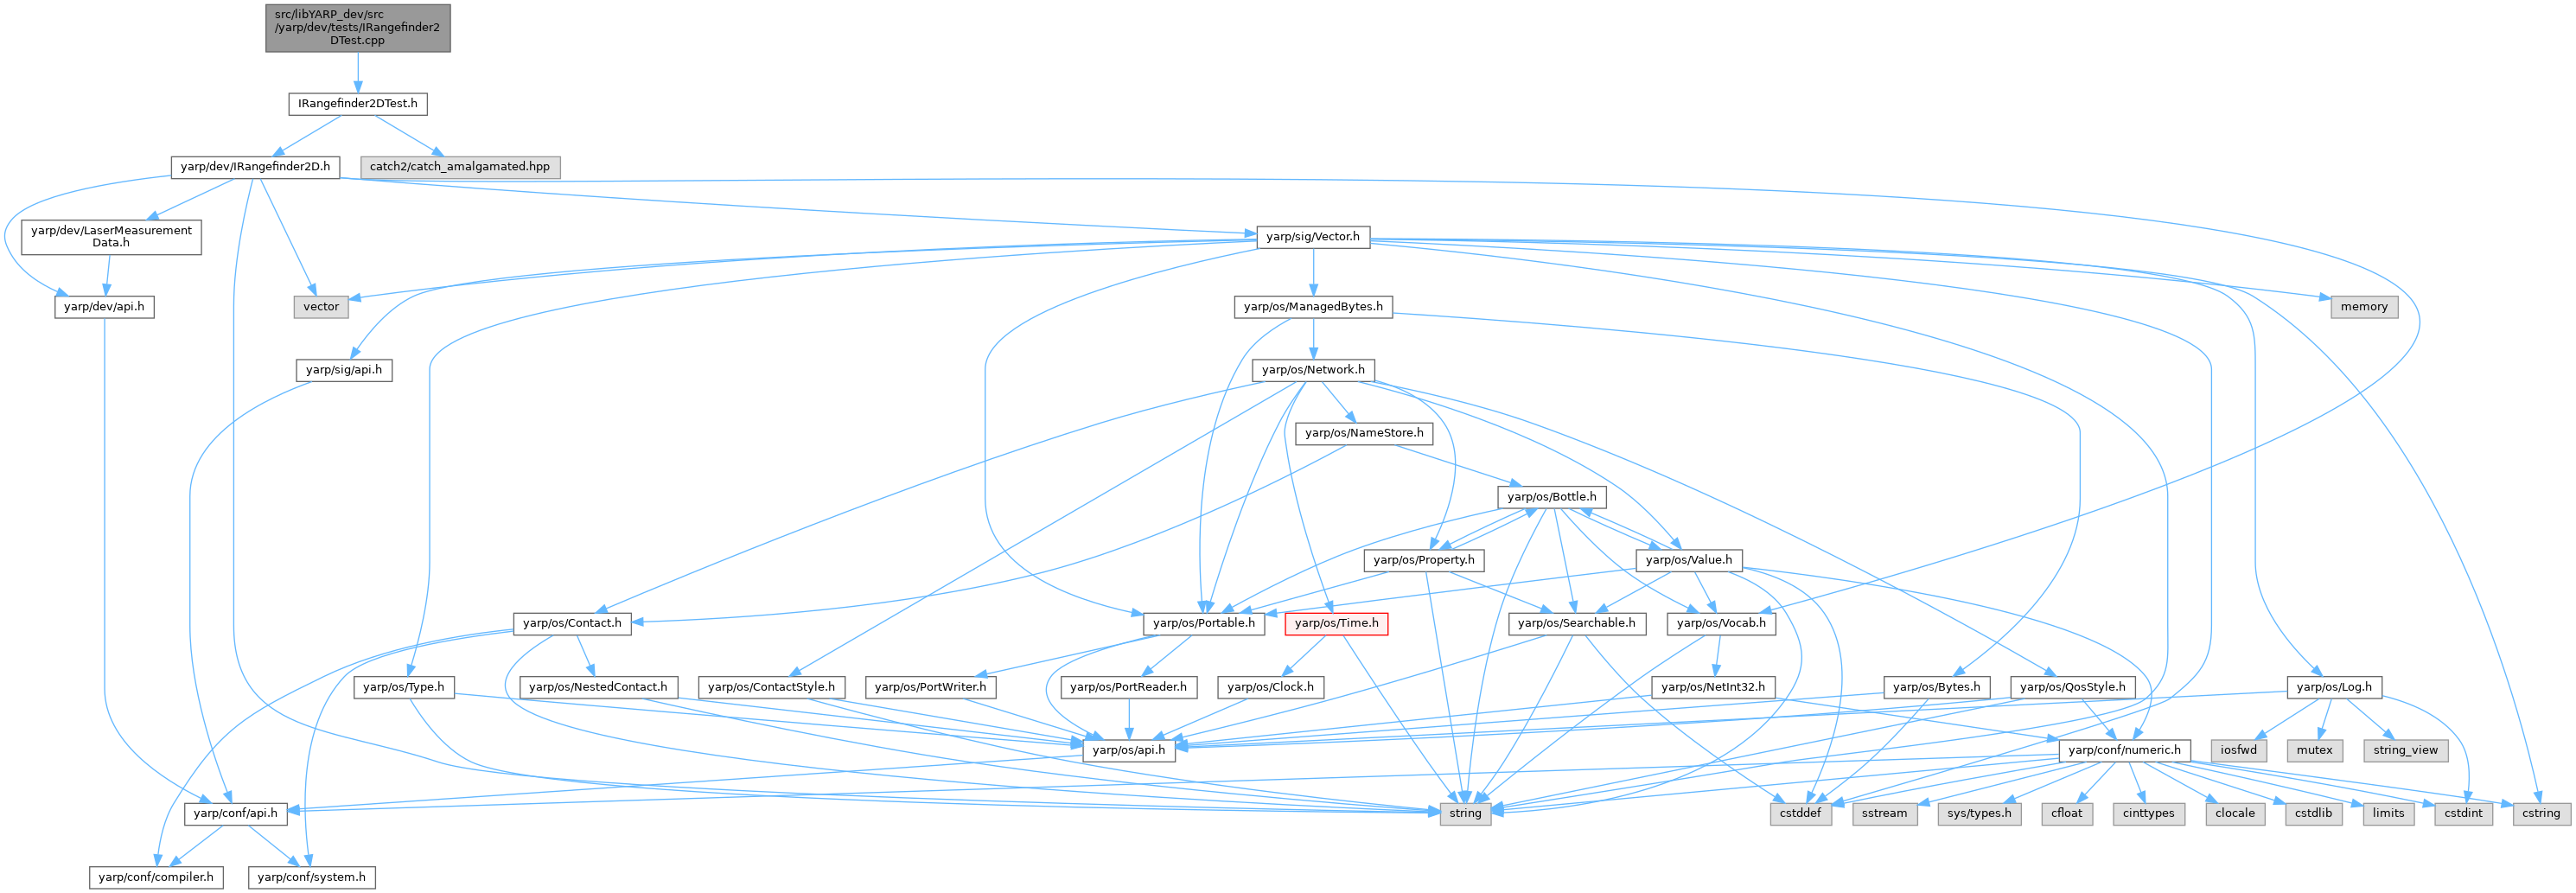 src/libYARP_dev/src
/yarp/dev/tests/IRangefinder2
DTest.cpp
IRangefinder2DTest.h
yarp/dev/IRangefinder2D.h
catch2/catch_amalgamated.hpp
yarp/dev/LaserMeasurement
Data.h
yarp/sig/Vector.h
yarp/dev/api.h
vector
yarp/os/ManagedBytes.h
memory
yarp/sig/api.h
yarp/os/Network.h
yarp/os/NameStore.h
yarp/os/Bottle.h
yarp/os/Property.h
yarp/os/Value.h
yarp/os/Contact.h
yarp/os/Portable.h
yarp/os/Time.h
yarp/os/Searchable.h
yarp/os/Vocab.h
yarp/os/Type.h
yarp/os/NestedContact.h
yarp/os/ContactStyle.h
yarp/os/PortWriter.h
yarp/os/PortReader.h
yarp/os/Clock.h
yarp/os/NetInt32.h
yarp/os/Bytes.h
yarp/os/QosStyle.h
yarp/os/Log.h
yarp/os/api.h
yarp/conf/numeric.h
iosfwd
mutex
string_view
yarp/conf/api.h
string
cstddef
sstream
sys/types.h
cfloat
cinttypes
clocale
cstdlib
limits
cstdint
cstring
yarp/conf/compiler.h
yarp/conf/system.h